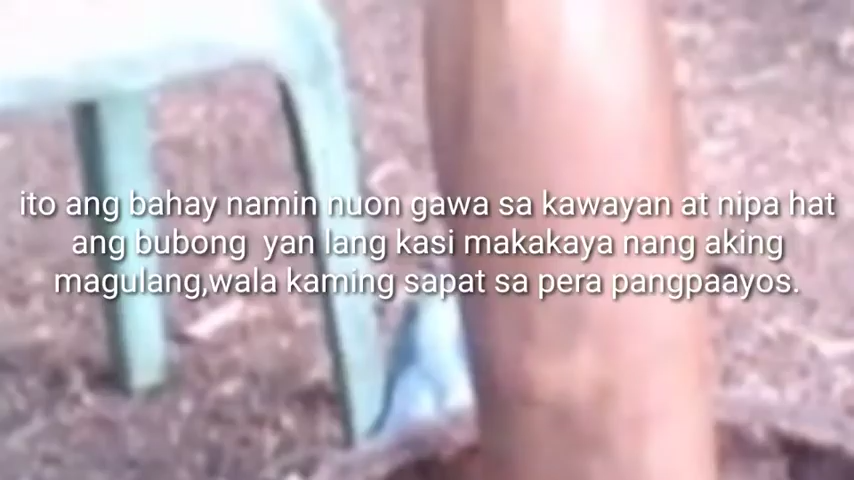 ito ang bahay namin nuon gawa sa kawayan at nipa hat
ang bubong  yan lang kasi makakaya nang aking
magulang,wala kaming sapat sa pera pangpaayos.